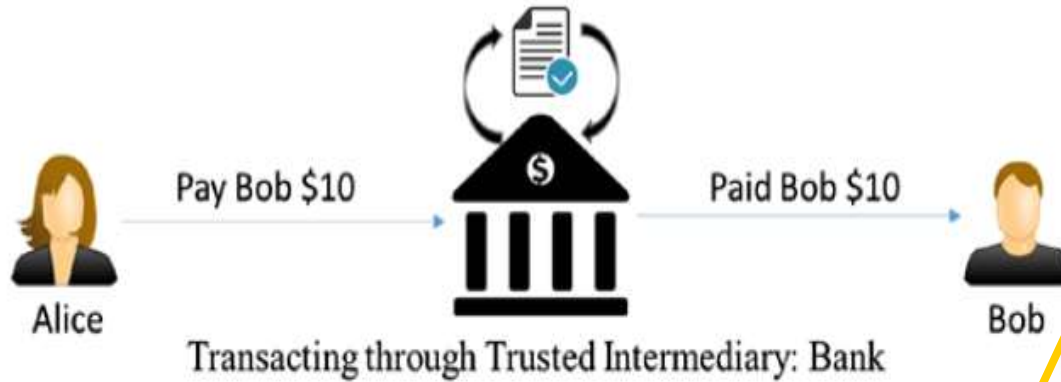 Pay Bob $10
Paid Bob $10
$
Alice
Bob
Transacting through Trusted Intermediary: Bank